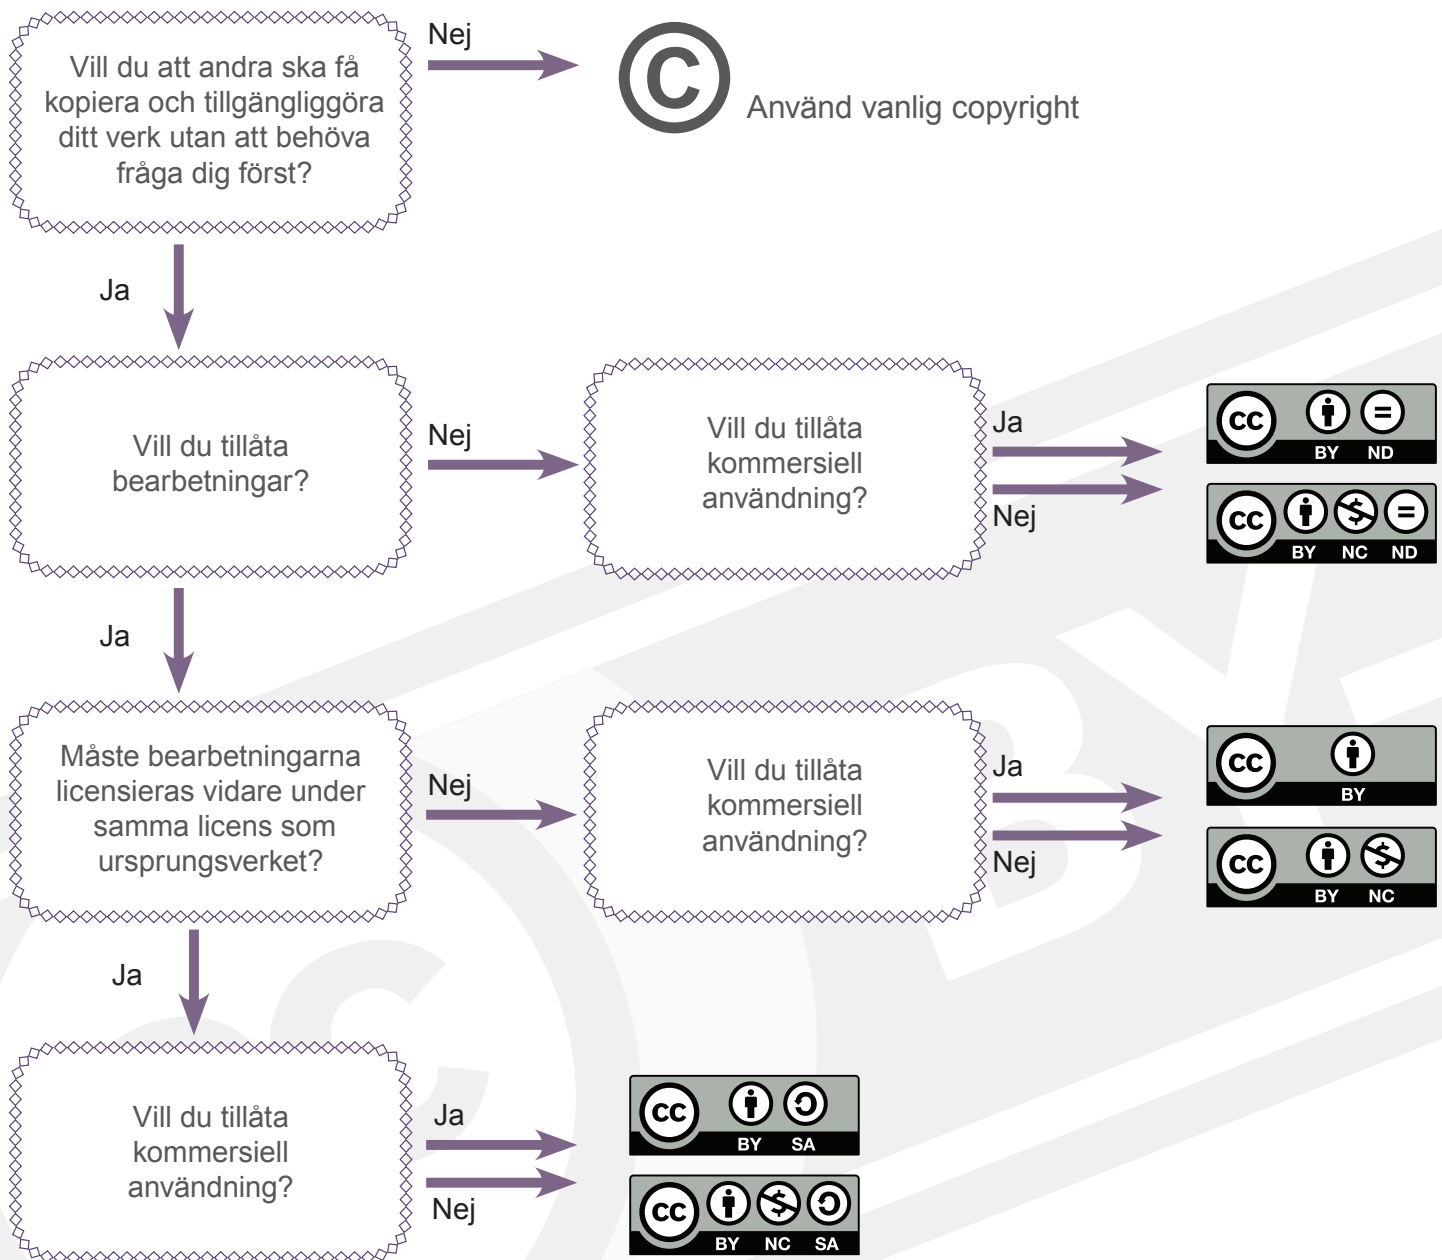 Vill du att andra ska få
kopiera och tillgängliggöra
ditt verk utan att behöva
fråga dig först?
Nej
C
Använd vanlig copyright
Ja
Vill du tillåta
bearbetningar?
Nej
Vill du tillåta
kommersiell
användning?
Ja
cc
BY ND
Nej
cc
BY NC ND
Ja
Måste bearbetningarna
licensieras vidare under
samma licens som
ursprungsverket?
Nej
Vill du tillåta
kommersiell
användning?
Ja
cc
BY
Nej
cc
BY NC
Ja
Vill du tillåta
kommersiell
användning?
Ja
cc
BY SA
Nej
cc
BY NC SA
cc
BY